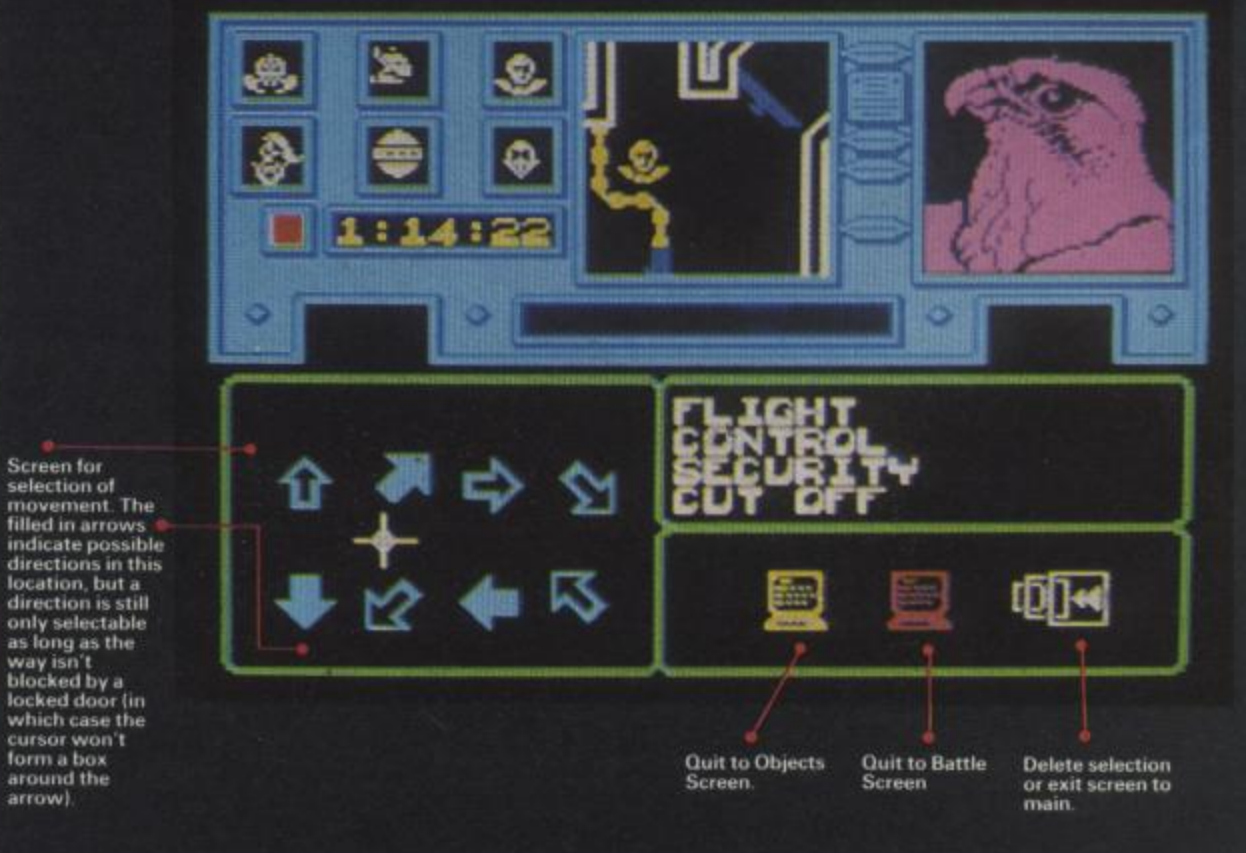 1:14:22
FLIGHT
CONTROL
SECURITY
CUT OFF
Screen for
selection of
movement. The
filled in arrows
indicate possible
directions in this
location, but a
direction is still
only selectable
as long as the
way isn't
blocked by a
locked door (in
which case the
cursor won't
form a box
around the
arrow).
Quit to Objects
Screen.
Quit to Battle
Screen
Delete selection
or exit screen to
main.